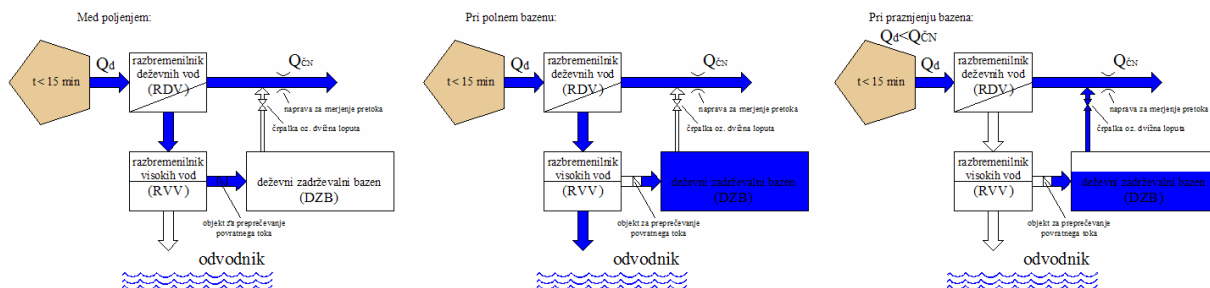 Med poljenjem:
t < 15 min
Qd
razbremenilnik
deževnih vod
(RDV)
QČN
naprava za merjenje pretoka
črpalka oz. dvižna loputa
razbremenilnik
visokih vod
(RVV)
deževni zadrževalni bazen
(DZB)
objekt za preprečevanje
povratnega toka
odvodnik
Pri polnem bazenu:
t < 15 min
Qd
razbremenilnik
deževnih vod
(RDV)
QČN
naprava za merjenje pretoka
črpalka oz. dvižna loputa
razbremenilnik
visokih vod
(RVV)
deževni zadrževalni bazen
(DZB)
objekt za preprečevanje
povratnega toka
odvodnik
Pri praznjenju bazena:
Qd<QČN
t < 15 min
razbremenilnik
deževnih vod
(RDV)
QČN
naprava za merjenje pretoka
črpalka oz. dvižna loputa
razbremenilnik
visokih vod
(RVV)
deževni zadrževalni bazen
(DZB)
objekt za preprečevanje
povratnega toka
odvodnik